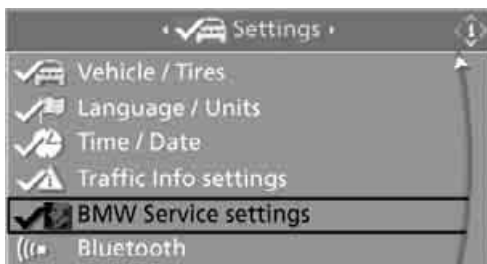 Settings
Vehicle / Tires
Language / Units
Time / Date
Traffic Info settings
BMW Service settings
Bluetooth